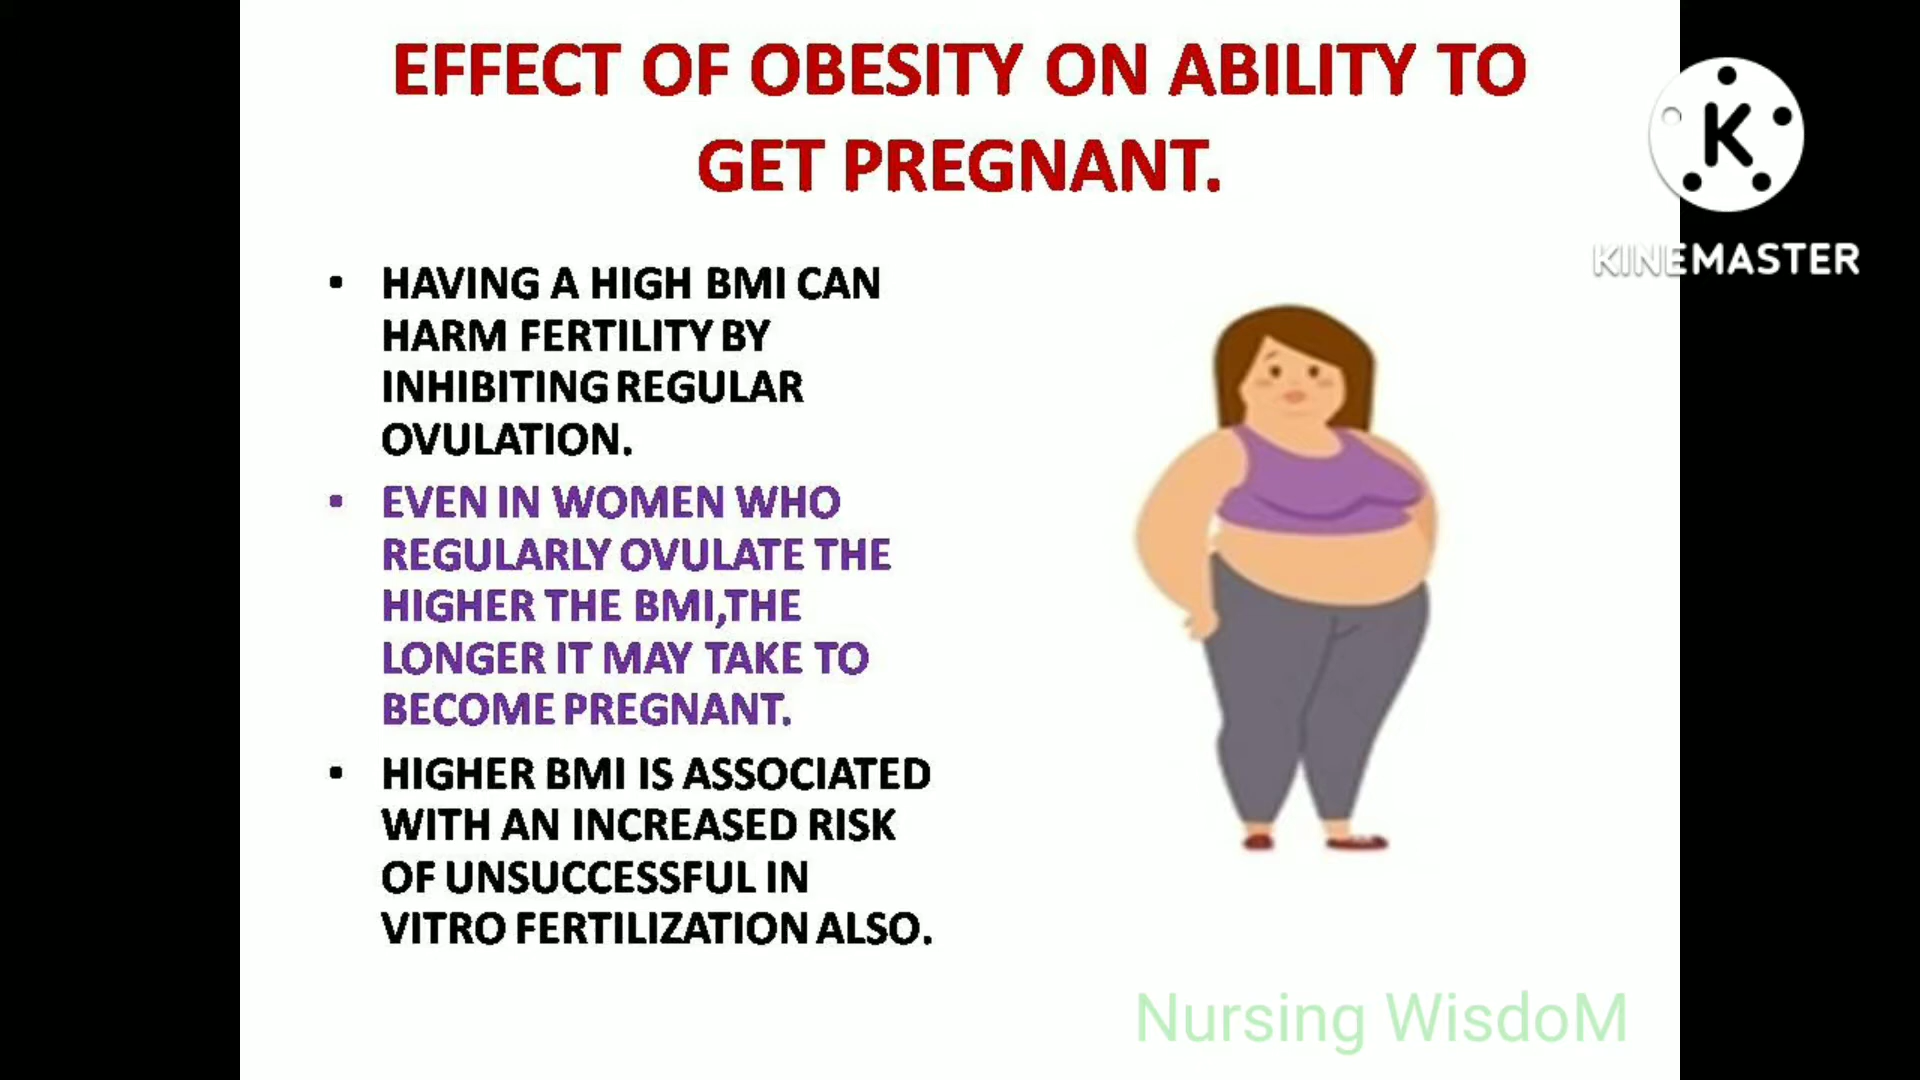 EFFECT OF OBESITY ON ABILITY TO
GET PREGNANT.
K
KINEMASTER
• HAVING A HIGH BMI CAN
HARM FERTILITY BY
INHIBITING REGULAR
OVULATION.
• EVEN IN WOMEN WHO
REGULARLY OVULATE THE
HIGHER THE BMI,THE
LONGER IT MAY TAKE TO
BECOME PREGNANT.
• HIGHER BMI IS ASSOCIATED
WITH AN INCREASED RISK
OF UNSUCCESSFUL IN
VITRO FERTILIZATION ALSO.
Nursing WisdoM